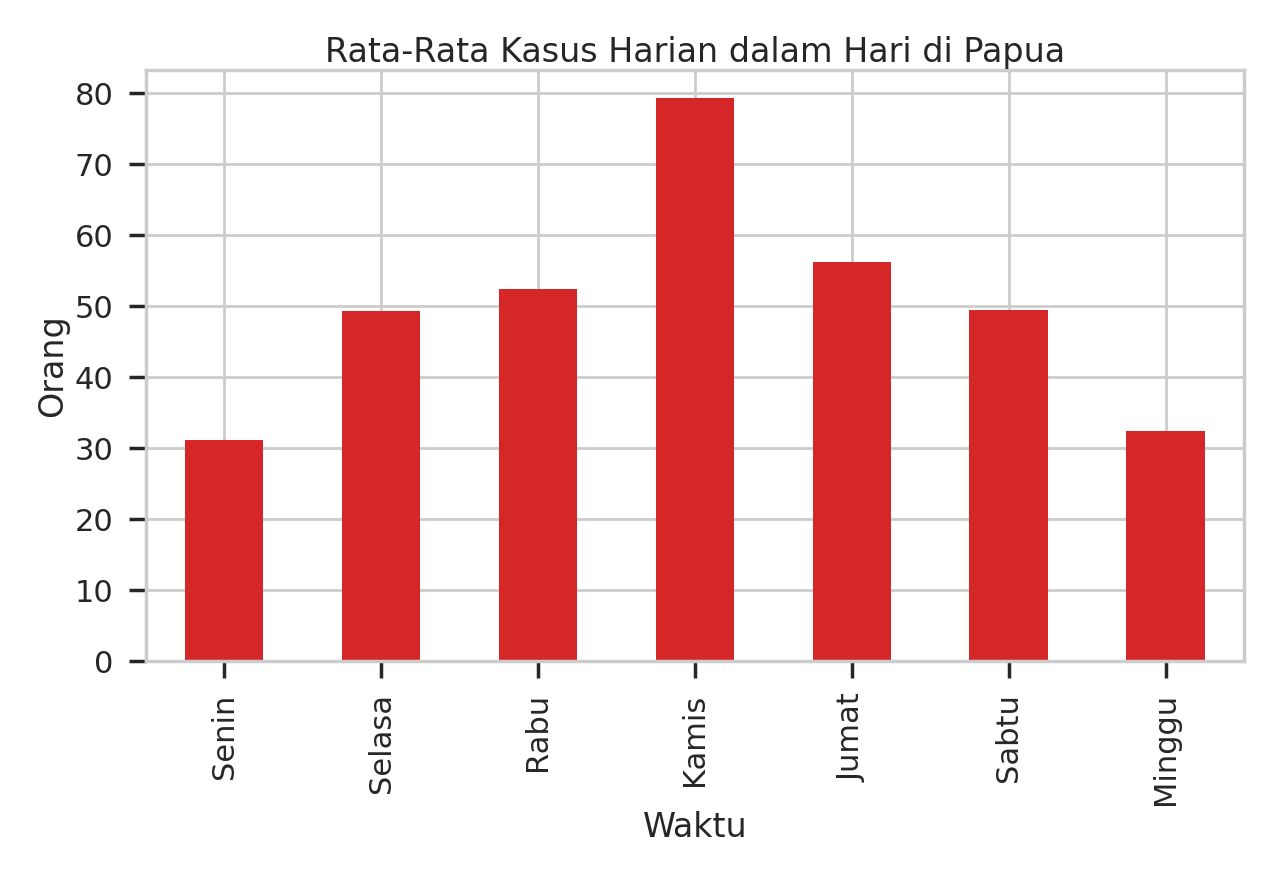 Rata-Rata Kasus Harian dalam Hari di Papua
80
70
60
50
40
30
20
10
0
Orang
Senin
Selasa
Rabu
Kamis
Jumat
Sabtu
Minggu
Waktu